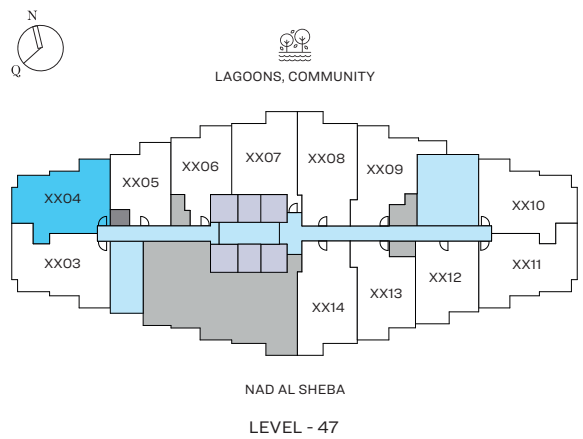 N
Q
LAGOONS, COMMUNITY
XX04
XX05
XX06
XX07
XX08
XX09
XX10
XX03
XX14
XX13
XX12
XX11
NAD AL SHEBA
LEVEL - 47